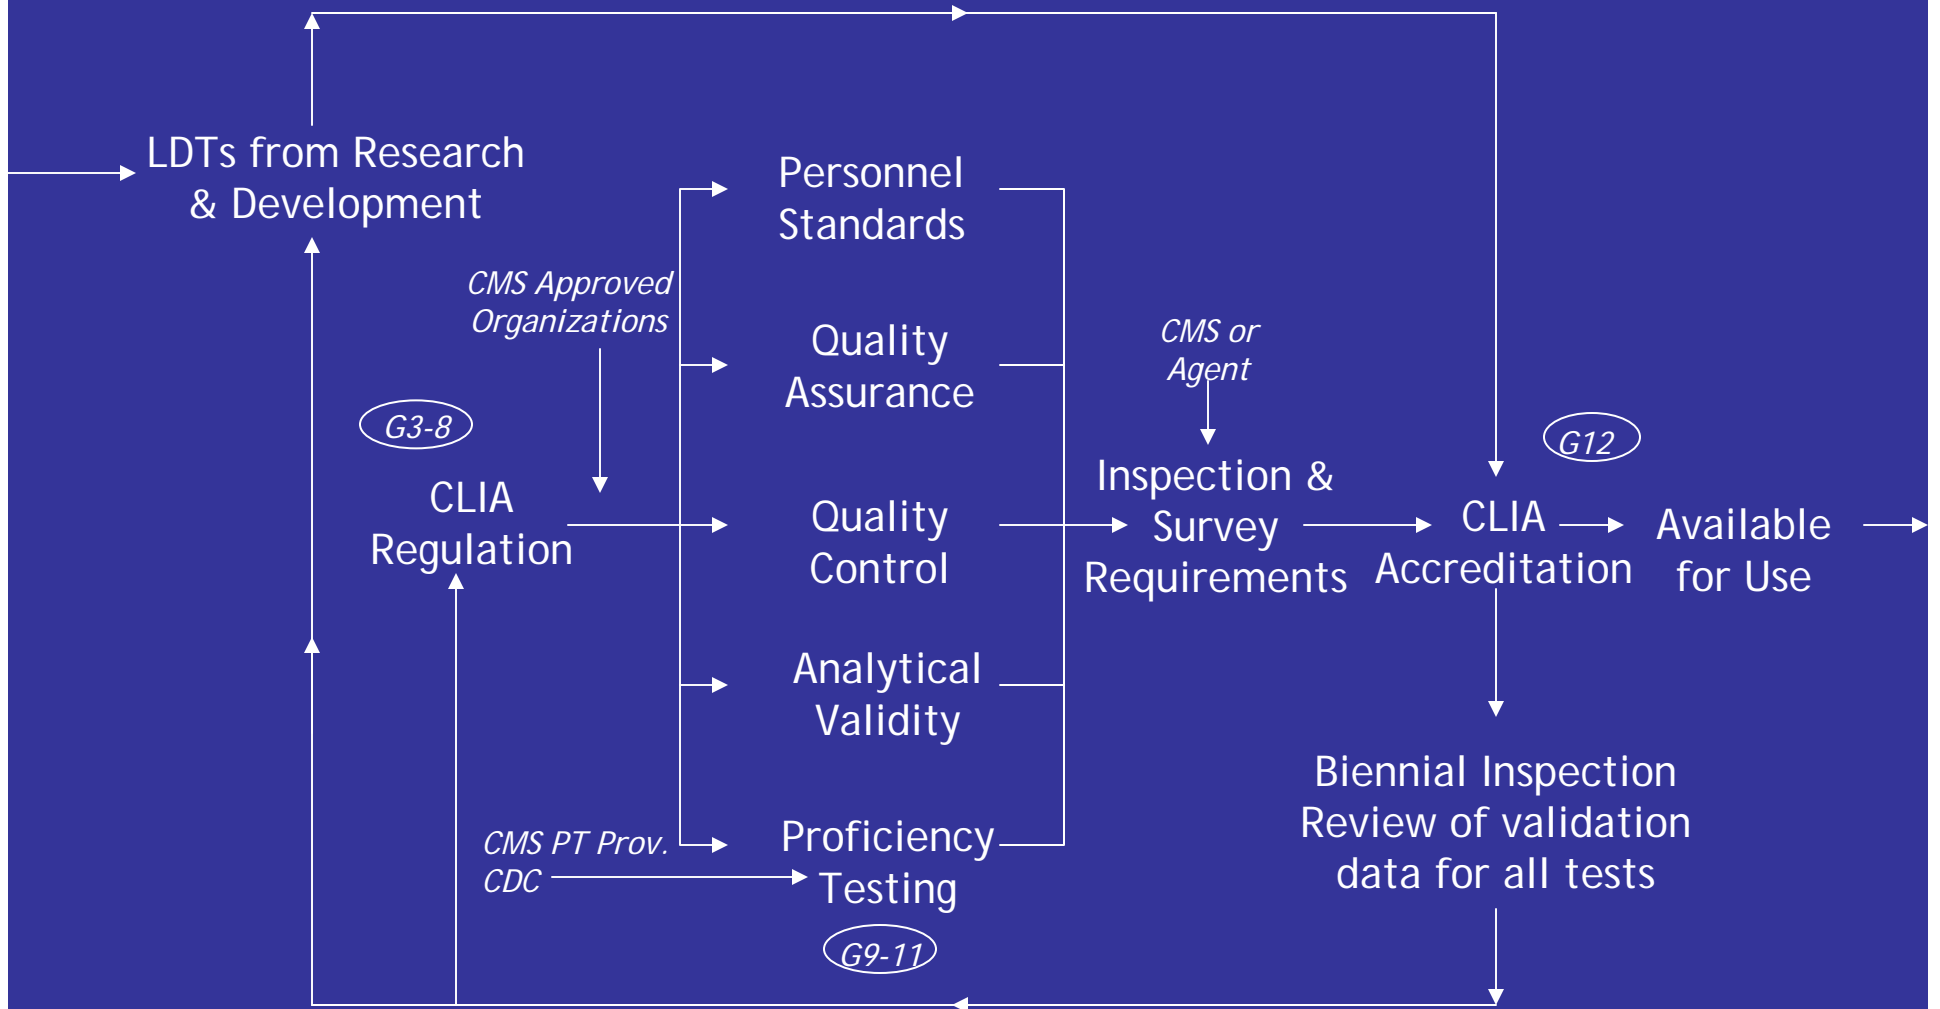 LDTs from Research
& Development
CMS Approved
Organizations
G3-8
CLIA
Regulation
Personnel
Standards
Quality
Assurance
Quality
Control
Analytical
Validity
CMS PT Prov.
CDC
Proficiency
Testing
G9-11
CMS or
Agent
Inspection &
Survey
Requirements
G12
CLIA
Accreditation
Available
for Use
Biennial Inspection
Review of validation
data for all tests